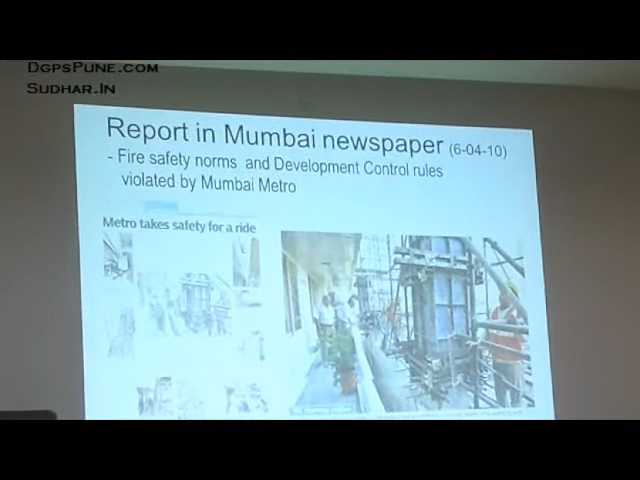 DgpsPune.com
Sudhar.In
Report in Mumbai newspaper (6-04-10)
- Fire safety norms and Development Control rules
violated by Mumbai Metro
Metro takes safety for a ride